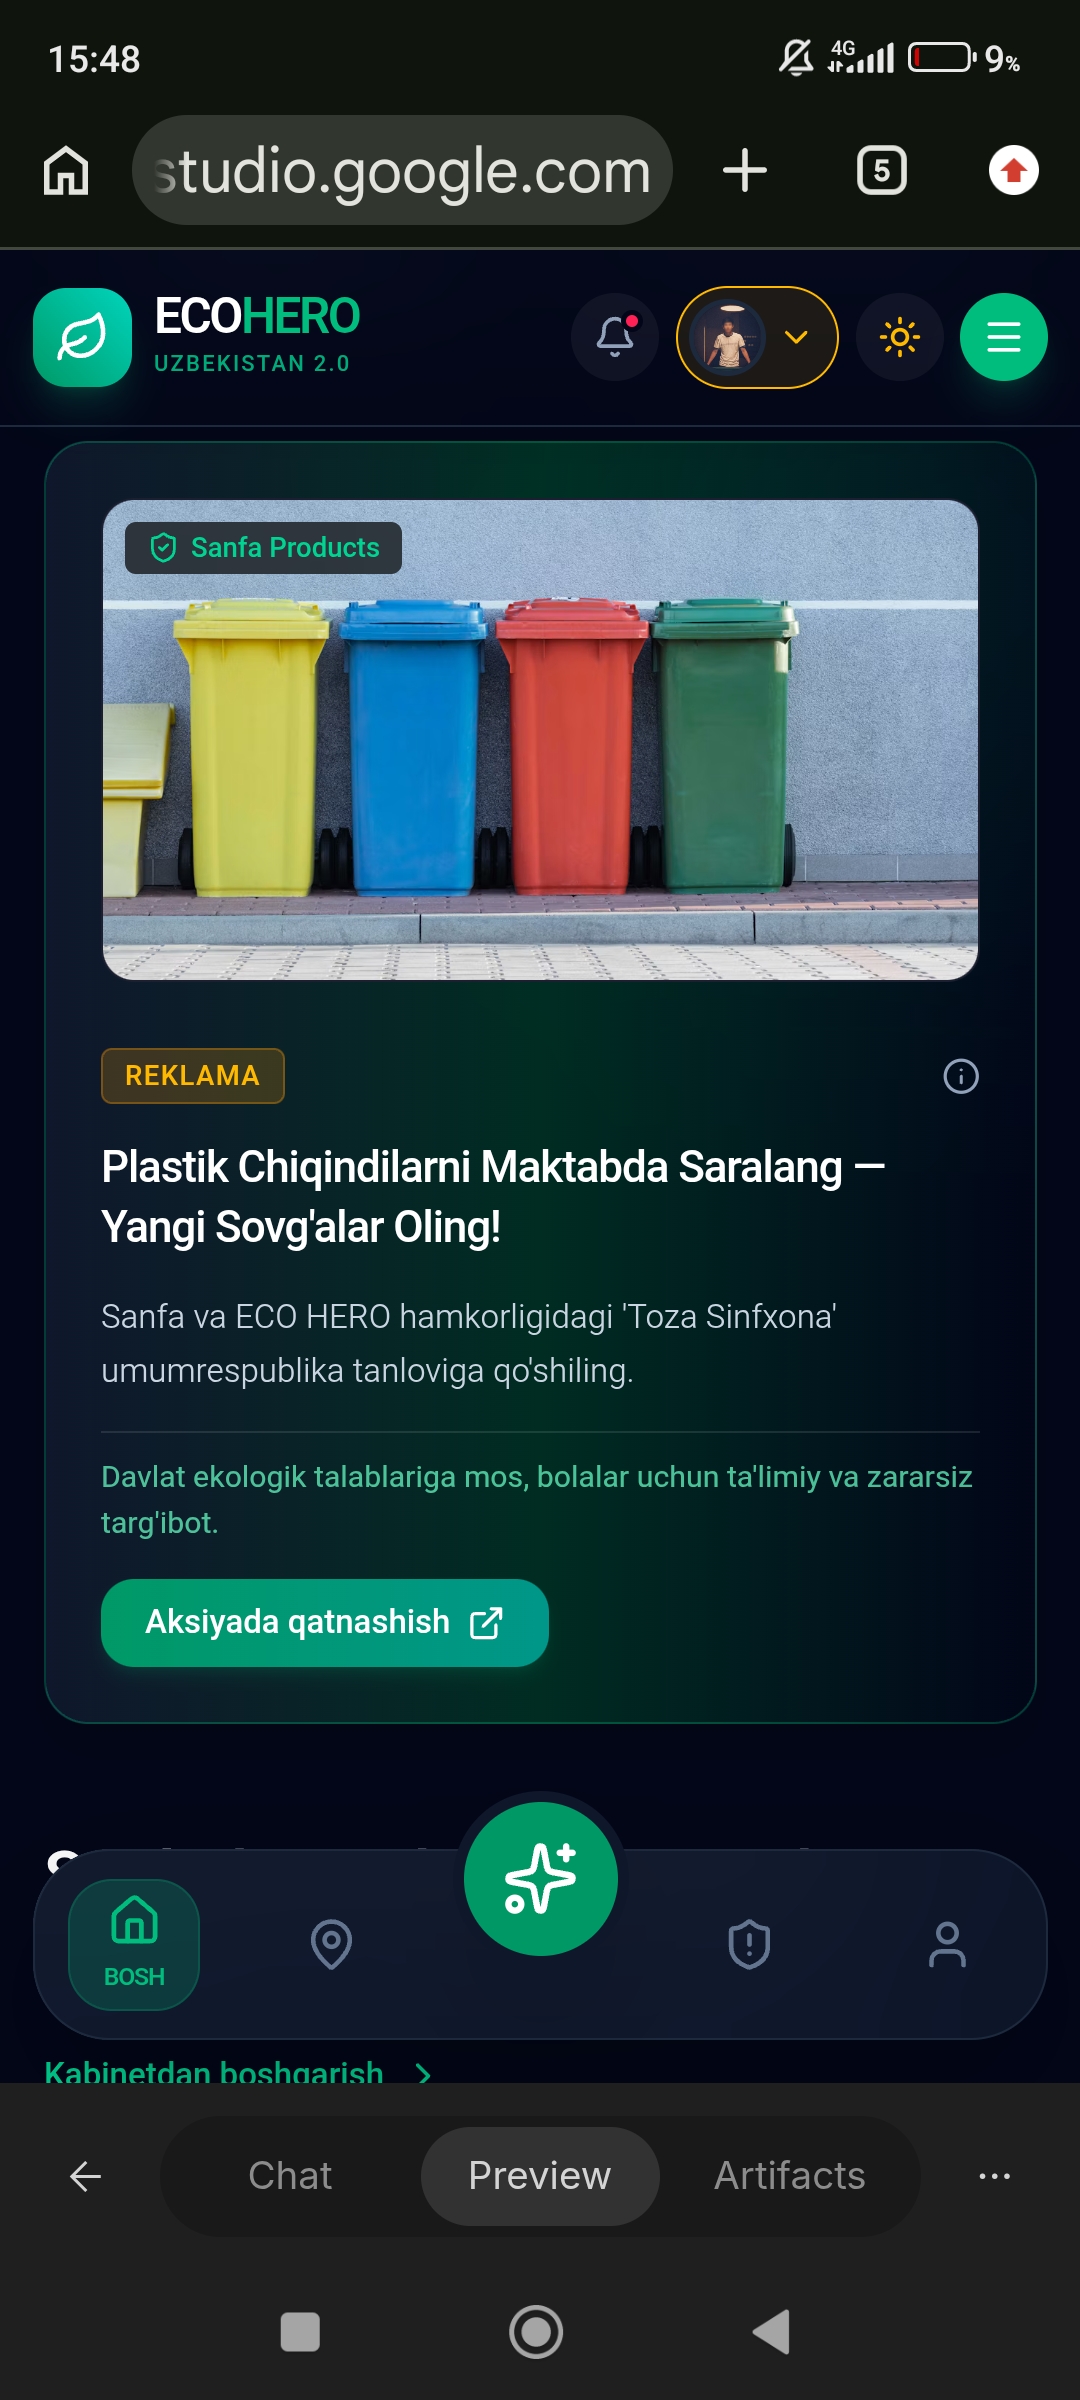 15:48
4G
9%
studio.google.com
5
ECOHERO
UZBEKISTAN 2.0
Sanfa Products
REKLAMA
Plastik Chiqindilarni Maktabda Saralang —
Yangi Sovg'alar Oling!
Sanfa va ECO HERO hamkorligidagi 'Toza Sinfxona'
umumrespublika tanloviga qo'shiling.
Davlat ekologik talablariga mos, bolalar uchun ta'limiy va zararsiz
targ'ibot.
Aksiyada qatnashish
BOSH
Kabinetdan boshqarish
Chat
Preview
Artifacts